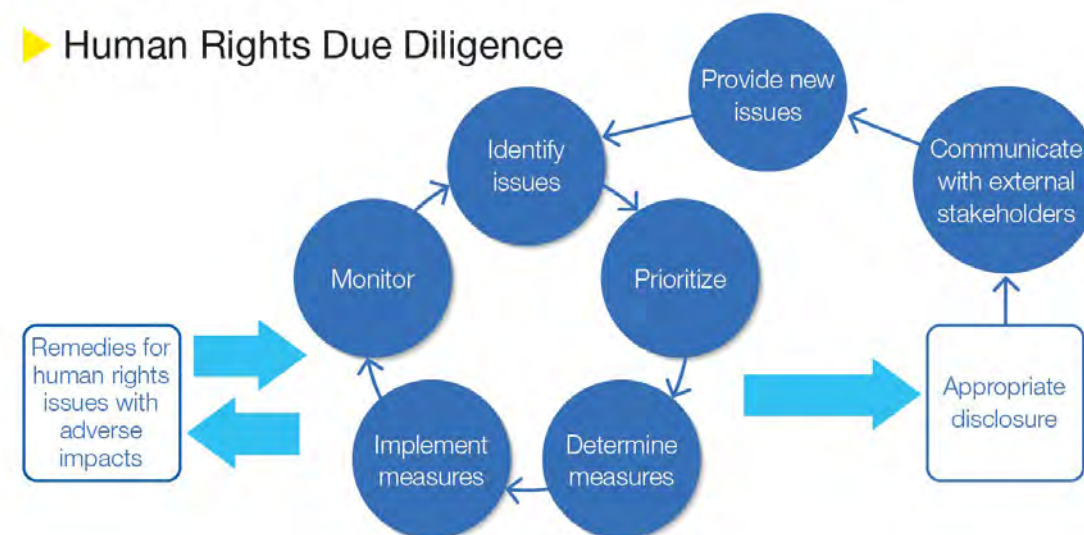 Human Rights Due Diligence
Provide new
issues
Identify
issues
Communicate
with external
stakeholders
Monitor
Prioritize
Remedies for
human rights
issues with
adverse
impacts
Appropriate
disclosure
Implement
measures
Determine
measures